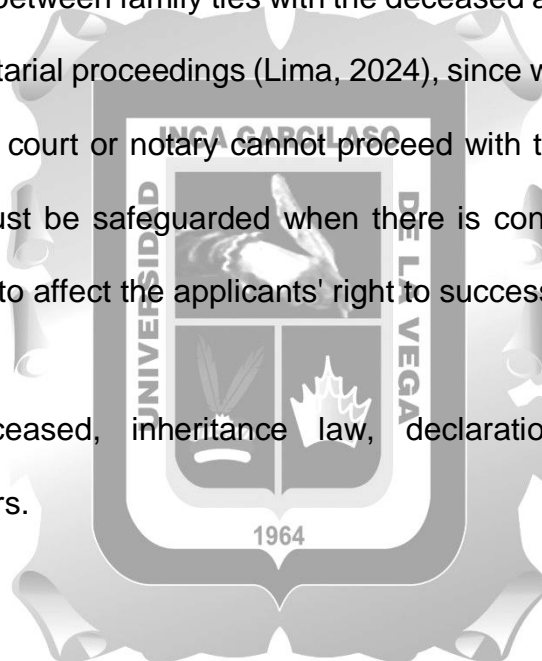 between family ties with the deceased a
tarial proceedings (Lima, 2024), since w
INCA GARCILASO
court or notary cannot proceed with t
ust be safeguarded when there is con
to affect the applicants' right to success
UNIVERSIDAD
DE LA VEGA
ceased, inheritance law, declaratio
rs.
1964